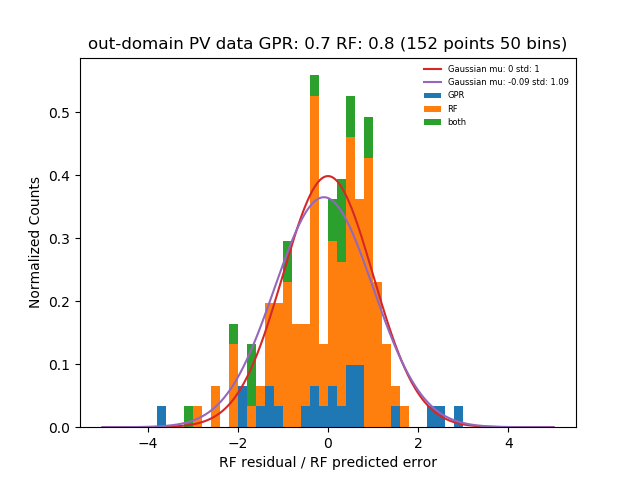 out-domain PV data GPR: 0.7 RF: 0.8 (152 points 50 bins)
Gaussian mu: 0 std: 1
Gaussian mu: -0.09 std: 1.09
GPR
RF
both
Normalized Counts
0.5
0.4
0.3
0.2
0.1
0.0
−4
−2
0
2
4
RF residual / RF predicted error